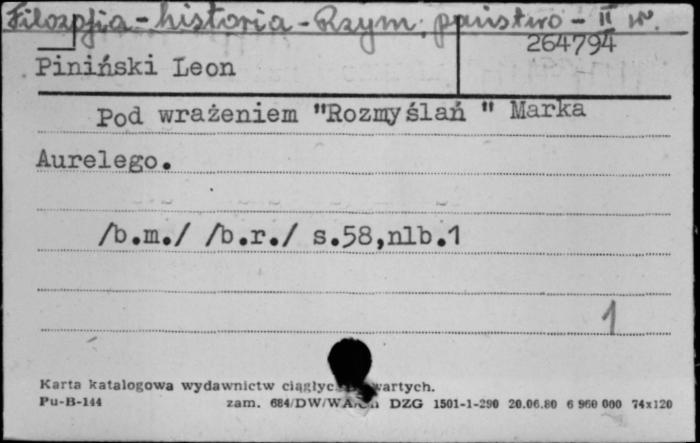 Filozofia - historia - Rzym, państwo - II w.
264794
Piniński Leon
Pod wrażeniem "Rozmyślań " Marka
Aurelego.
/b.m./ /b.r./ s.58,nlb.1
1
Karta katalogowa wydawnictw
Pu-B-144 zam. 684/DW/WA DZG 1501-1-290 20.06.80 6 960 000 74x120